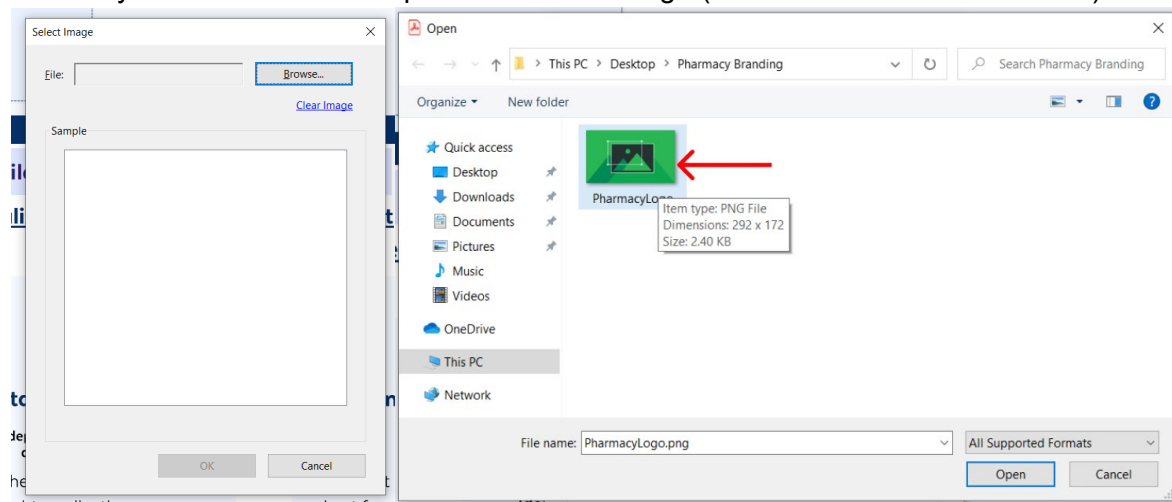 Select Image
File:
Browse...
Clear Image
Sample
OK
Cancel
Open
This PC > Desktop > Pharmacy Branding
Search Pharmacy Branding
Organize
New folder
Quick access
Desktop
Downloads
Documents
Pictures
Music
Videos
OneDrive
This PC
Network
PharmacyLogo
Item type: PNG File
Dimensions: 292 x 172
Size: 2.40 KB
File name: PharmacyLogo.png
All Supported Formats
Open
Cancel